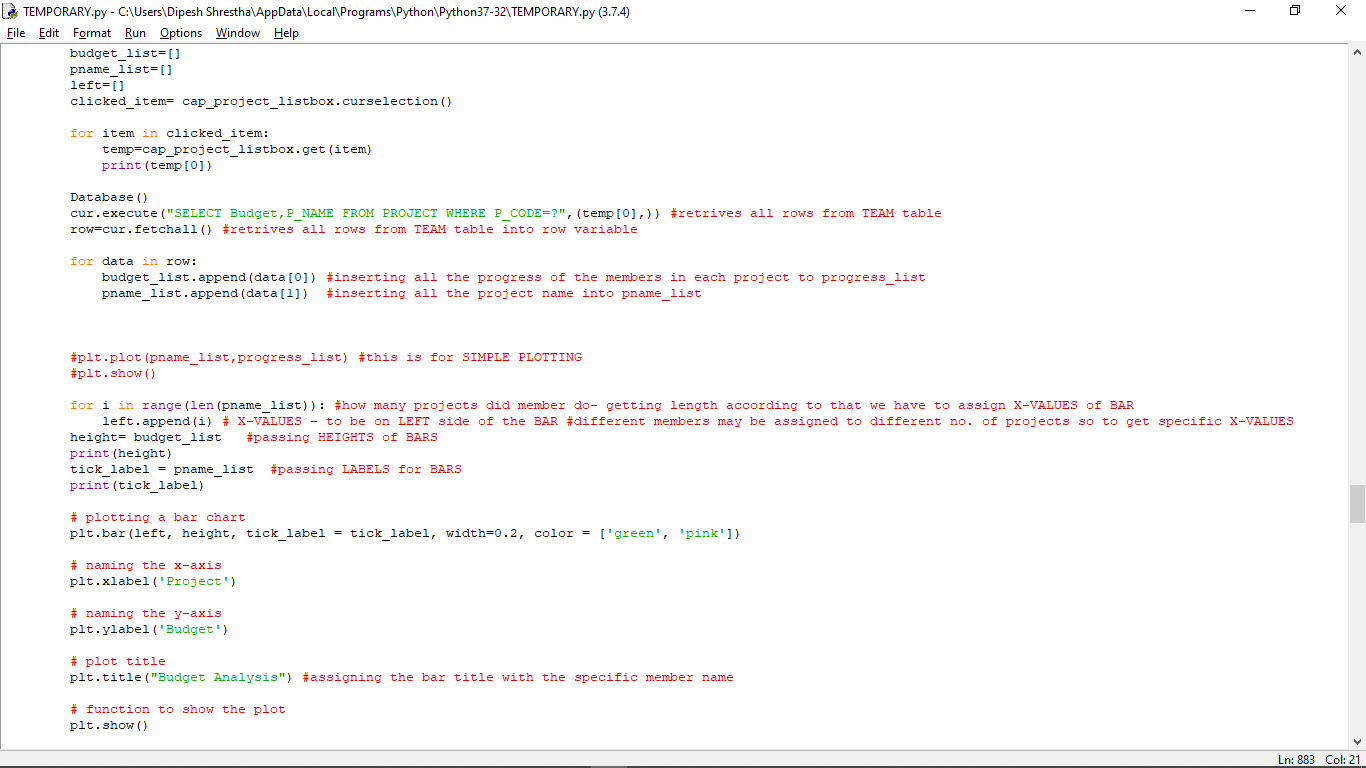 TEMPORARY.py - C:\Users\Dipesh Shrestha\AppData\Local\Programs\Python\Python37-32\TEMPORARY.py (3.7.4)
File Edit Format Run Options Window Help
budget_list=[]
pname_list=[]
left=[]
clicked_item= cap_project_listbox.curselection()
for item in clicked_item:
temp=cap_project_listbox.get(item)
print(temp[0])
Database()
cur.execute("SELECT Budget,P_NAME FROM PROJECT WHERE P_CODE=?",(temp[0],)) #retrives all rows from TEAM table
row=cur.fetchall() #retrives all rows from TEAM table into row variable
for data in row:
budget_list.append(data[0]) #inserting all the progress of the members in each project to progress_list
pname_list.append(data[1])  #inserting all the project name into pname_list
#plt.plot(pname_list,progress_list) #this is for SIMPLE PLOTTING
#plt.show()
for i in range(len(pname_list)): #how many projects did member do- getting length according to that we have to assign X-VALUES of BAR
left.append(i) # X-VALUES - to be on LEFT side of the BAR #different members may be assigned to different no. of projects so to get specific X-VALUES
height= budget_list   #passing HEIGHTS of BARS
print(height)
tick_label = pname_list  #passing LABELS for BARS
print(tick_label)
# plotting a bar chart
plt.bar(left, height, tick_label = tick_label, width=0.2, color = ['green', 'pink'])
# naming the x-axis
plt.xlabel('Project')
# naming the y-axis
plt.ylabel('Budget')
# plot title
plt.title("Budget Analysis") #assigning the bar title with the specific member name
# function to show the plot
plt.show()
Ln: 883 Col: 21